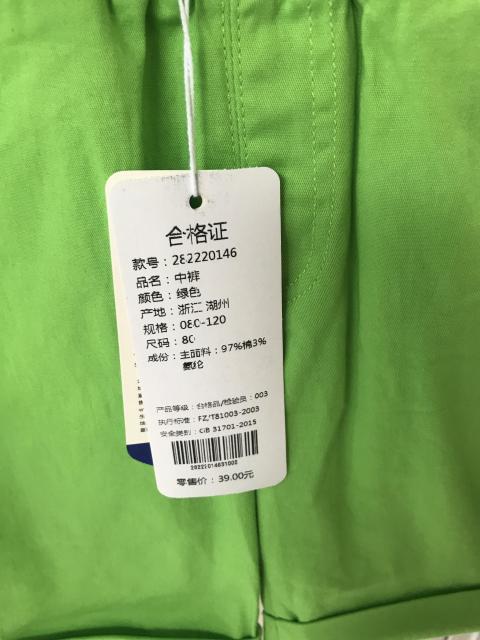 合格证
款号：282220146
品名：中裤
颜色：绿色
产地：浙江 湖州
规格：080-120
尺码：80
成份：主面料：97%棉3%
氨纶
产品等级：合格品/检验员：003
执行标准：FZ/T81003-2003
安全类别：GB 31701-2015
零售价：39.00元